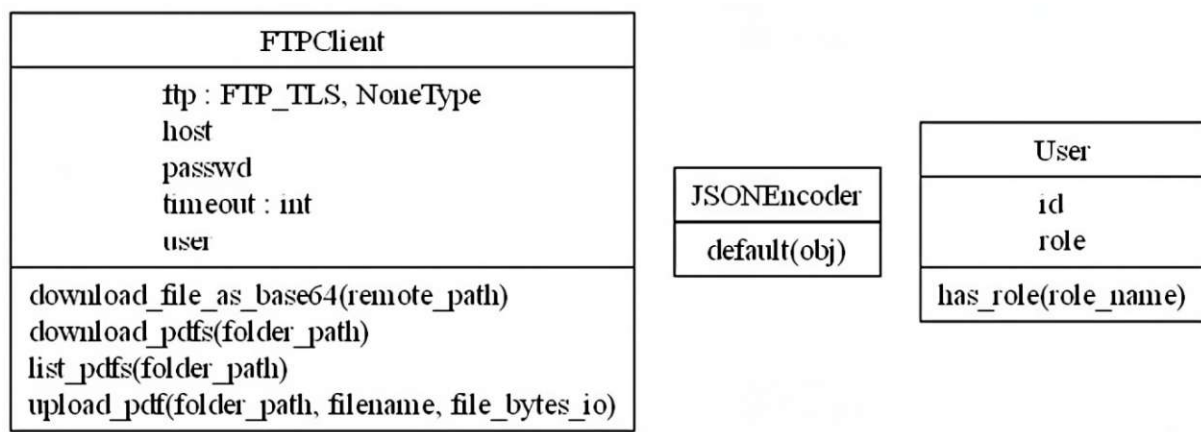 FTPClient
ftp : FTP_TLS, NoneType
host
passwd
timeout : int
user
download_file_as_base64(remote_path)
download_pdfs(folder_path)
list_pdfs(folder_path)
upload_pdf(folder_path, filename, file_bytes_io)
JSONEncoder
default(obj)
User
id
role
has_role(role_name)